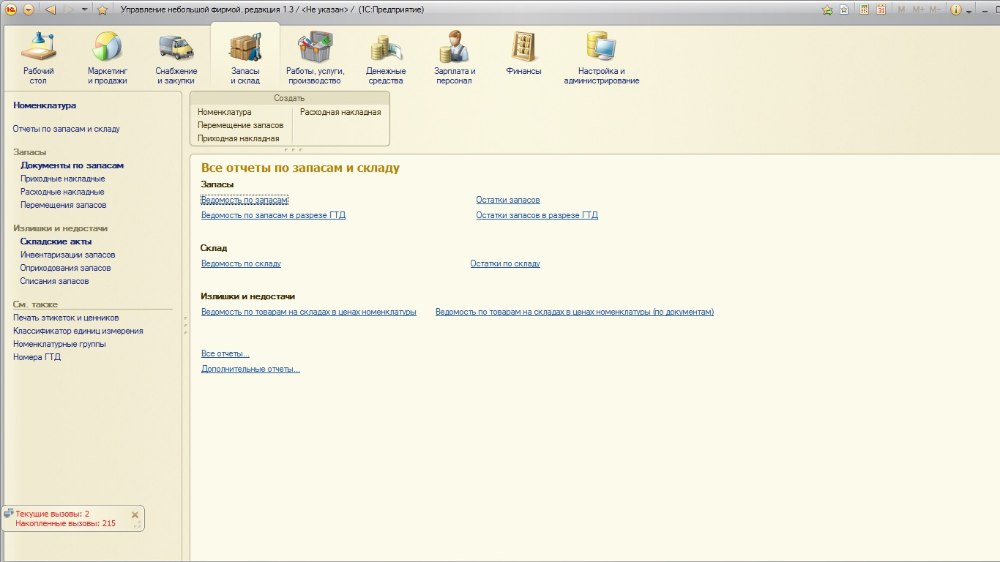 Управление небольшой фирмой, редакция 1.3 / <Не указан> / (1С:Предприятие)
M M+ M-
Рабочий
стол
Маркетинг
и продажи
Снабжение
и закупки
Запасы
и склад
Работы, услуги,
производство
Денежные
средства
Зарплата и
персонал
Финансы
Настройка и
администрирование
Номенклатура
Отчеты по запасам и складу
Запасы
Документы по запасам
Приходные накладные
Расходные накладные
Перемещения запасов
Излишки и недостачи
Складские акты
Инвентаризации запасов
Оприходования запасов
Списания запасов
См. также
Печать этикеток и ценников
Классификатор единиц измерения
Номенклатурные группы
Номера ГТД
Текущие вызовы: 2
Накопленные вызовы: 215
Создать
Номенклатура
Расходная накладная
Перемещение запасов
Приходная накладная
Все отчеты по запасам и складу
Запасы
Ведомость по запасам
Остатки запасов
Ведомость по запасам в разрезе ГТД
Остатки запасов в разрезе ГТД
Склад
Ведомость по складу
Остатки по складу
Излишки и недостачи
Ведомость по товарам на складах в ценах номенклатуры
Ведомость по товарам на складах в ценах номенклатуры (по документам)
Все отчеты...
Дополнительные отчеты...